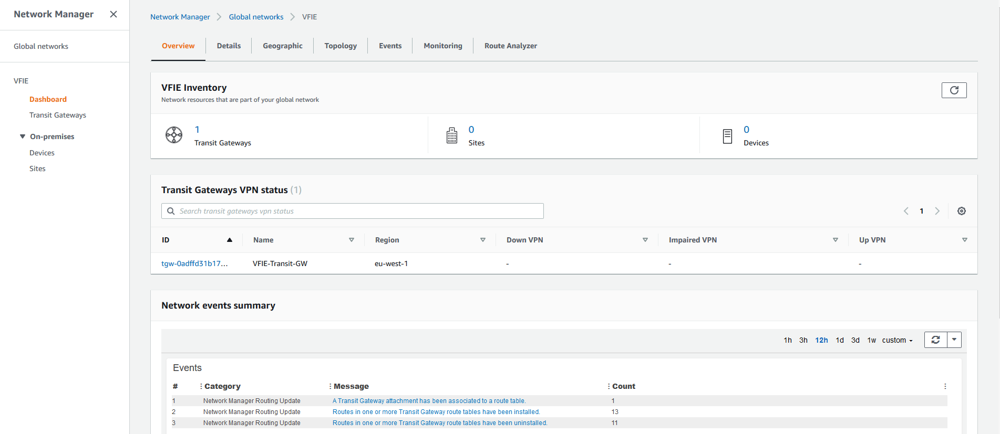 Network Manager
Global networks
VFIE
Dashboard
Transit Gateways
On-premises
Devices
Sites
Network Manager > Global networks > VFIE
Overview Details Geographic Topology Events Monitoring Route Analyzer
VFIE Inventory
Network resources that are part of your global network
1
Transit Gateways
0
Sites
0
Devices
Transit Gateways VPN status (1)
Search transit gateways vpn status
1
ID Name Region Down VPN Impaired VPN Up VPN
tgw-0adffd31b17... VFIE-Transit-GW eu-west-1 - - -
Network events summary
1h 3h 12h 1d 3d 1w custom
Events
# Category Message Count
1 Network Manager Routing Update A Transit Gateway attachment has been associated to a route table. 1
2 Network Manager Routing Update Routes in one or more Transit Gateway route tables have been installed. 13
3 Network Manager Routing Update Routes in one or more Transit Gateway route tables have been uninstalled. 11